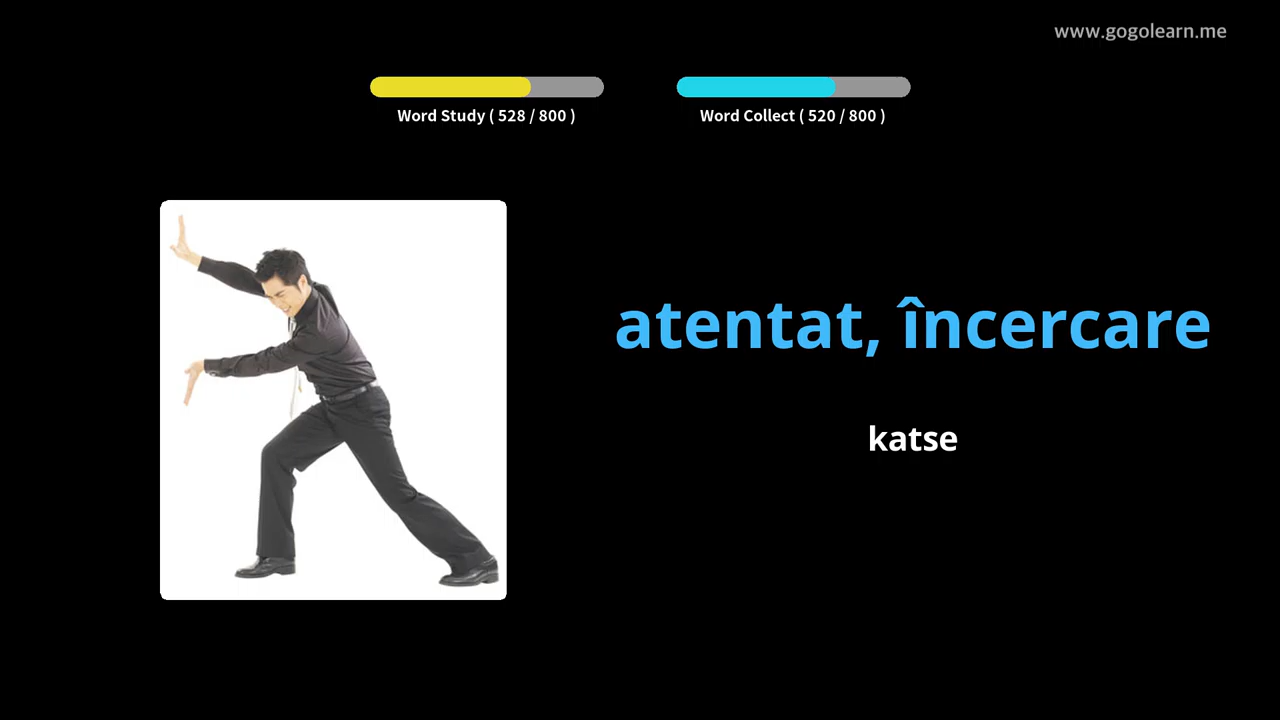 www.gogolearn.me
Word Study ( 528 / 800 )
Word Collect ( 520 / 800 )
atentat, încercare
katse